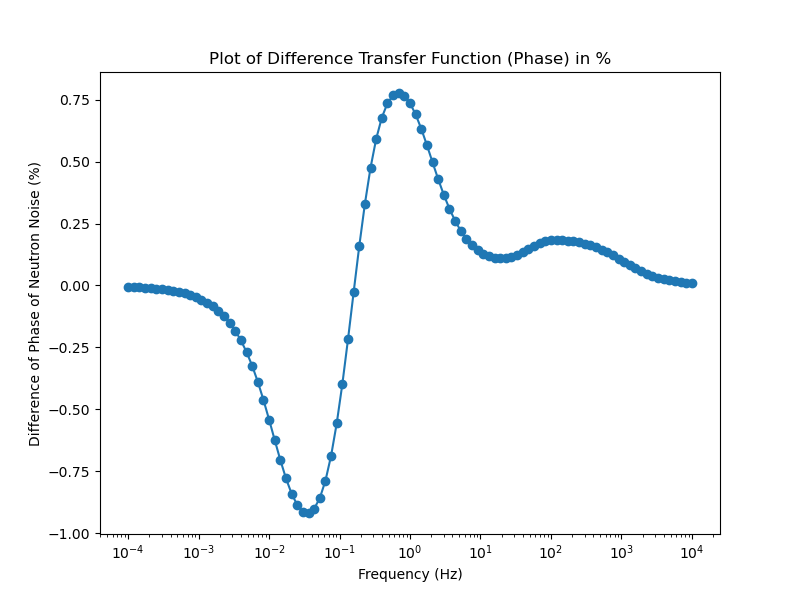 Plot of Difference Transfer Function (Phase) in %
Difference of Phase of Neutron Noise (%)
0.75
0.50
0.25
0.00
−0.25
−0.50
−0.75
−1.00
10⁻⁴ 10⁻³ 10⁻² 10⁻¹ 10⁰ 10¹ 10² 10³ 10⁴
Frequency (Hz)